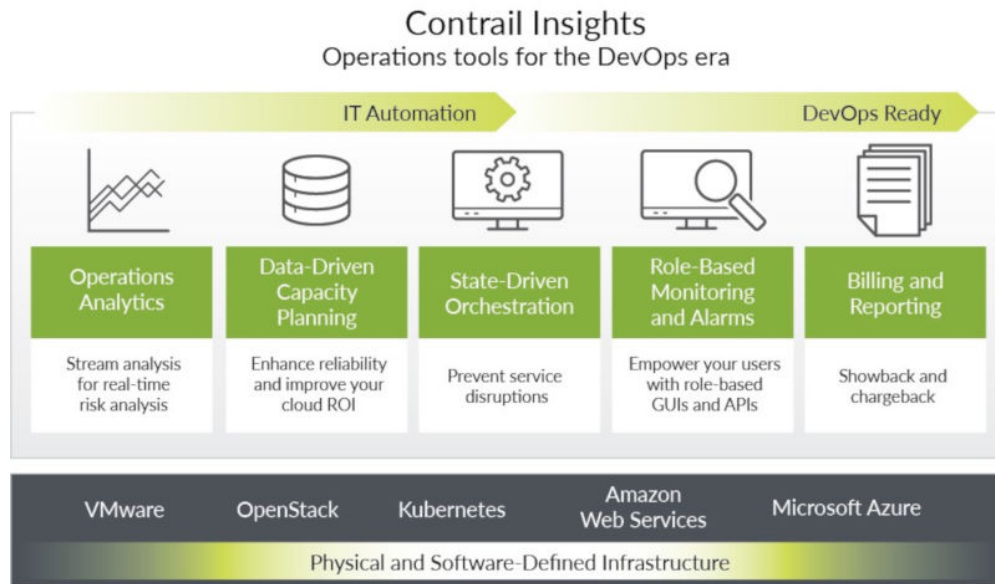 Contrail Insights
Operations tools for the DevOps era
IT Automation
DevOps Ready
Operations
Analytics
Stream analysis
for real-time
risk analysis
Data-Driven
Capacity
Planning
Enhance reliability
and improve your
cloud ROI
State-Driven
Orchestration
Prevent service
disruptions
Role-Based
Monitoring
and Alarms
Empower your users
with role-based
GUIs and APIs
Billing and
Reporting
Showback and
chargeback
VMware
OpenStack
Kubernetes
Amazon
Web Services
Microsoft Azure
Physical and Software-Defined Infrastructure